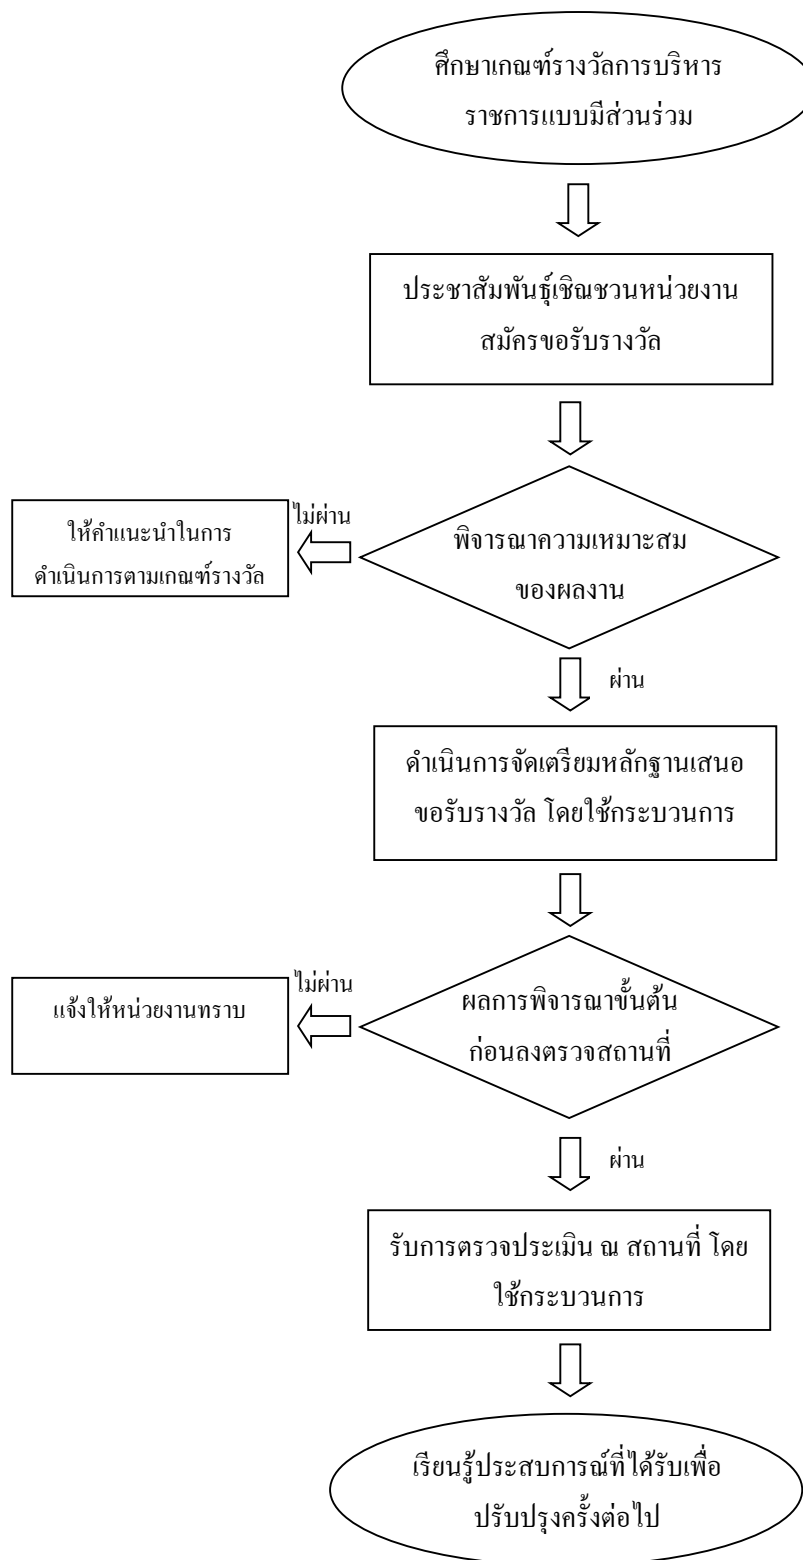 ศึกษาเกณฑ์รางวัลการบริหาร
ราชการแบบมีส่วนร่วม
ประชาสัมพันธ์เชิญชวนหน่วยงาน
สมัครขอรับรางวัล
ไม่ผ่าน
ให้คำแนะนำในการ
ดำเนินการตามเกณฑ์รางวัล
พิจารณาความเหมาะสม
ของผลงาน
ผ่าน
ดำเนินการจัดเตรียมหลักฐานเสนอ
ขอรับรางวัล โดยใช้กระบวนการ
ไม่ผ่าน
แจ้งให้หน่วยงานทราบ
ผลการพิจารณาขั้นต้น
ก่อนลงตรวจสถานที่
ผ่าน
รับการตรวจประเมิน ณ สถานที่ โดย
ใช้กระบวนการ
เรียนรู้ประสบการณ์ที่ได้รับเพื่อ
ปรับปรุงครั้งต่อไป